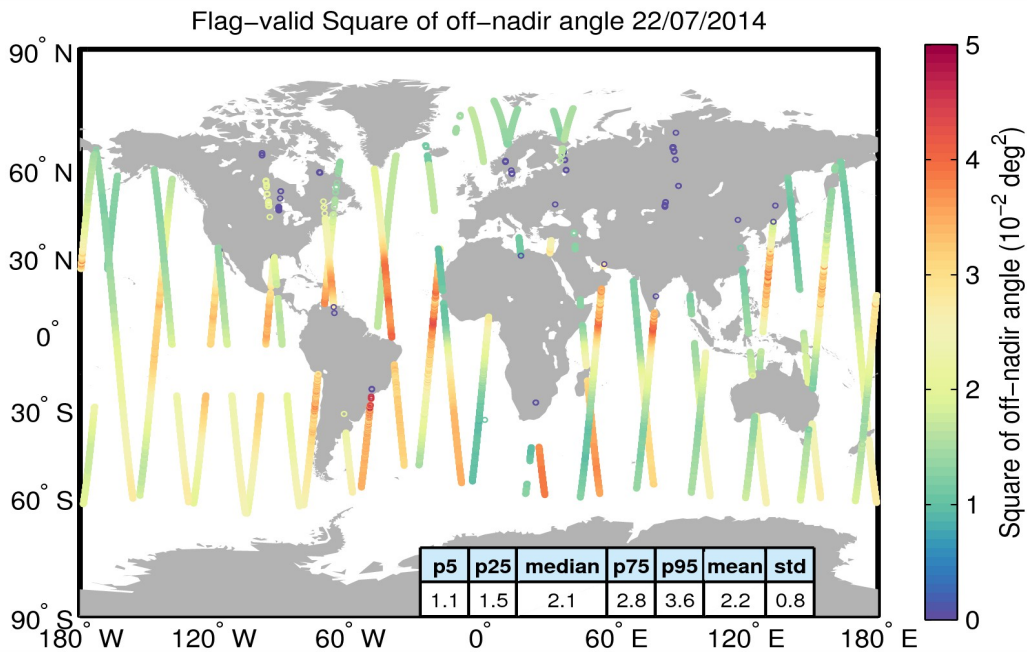 Flag−valid Square of off−nadir angle 22/07/2014
90° N
60° N
30° N
0°
30° S
60° S
90° S
180° W
120° W
60° W
0°
60° E
120° E
180° E
p5 p25 median p75 p95 mean std
1.1 1.5 2.1 2.8 3.6 2.2 0.8
5
4
3
2
1
0
Square of off−nadir angle (10⁻² deg²)